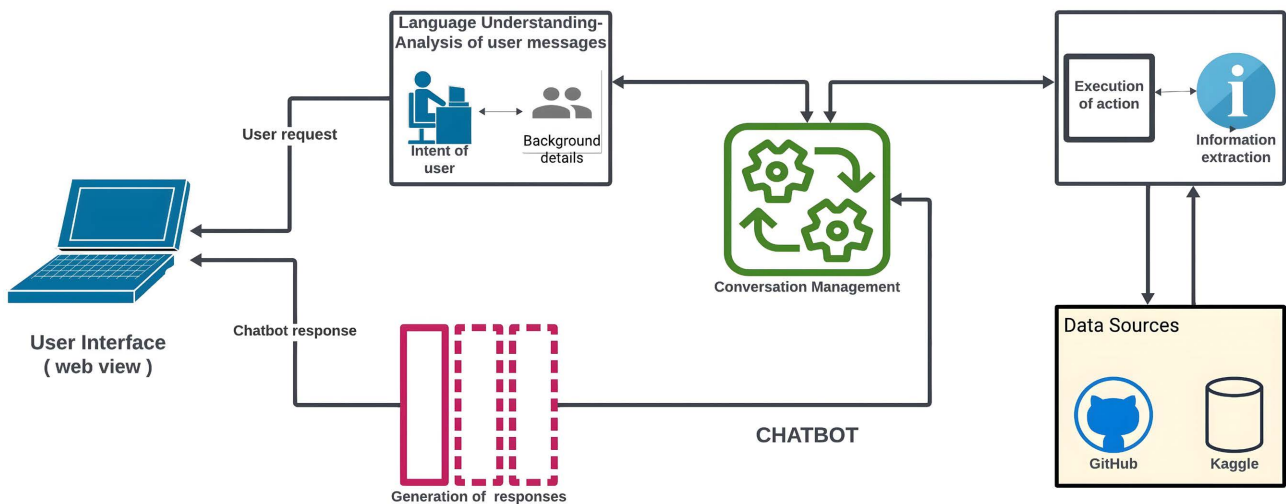 Language Understanding-
Analysis of user messages
Intent of
user
Background
details
User request
Execution
of action
Information
extraction
Conversation Management
User Interface
( web view )
Chatbot response
Data Sources
GitHub
Kaggle
CHATBOT
Generation of responses